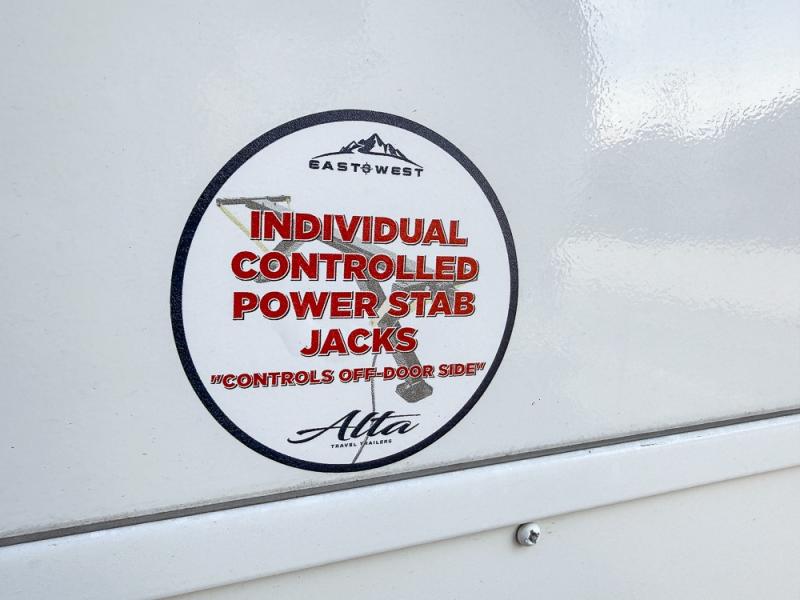 EAST WEST
INDIVIDUAL
CONTROLLED
POWER STAB
JACKS
"CONTROLS OFF-DOOR SIDE"
Alta
TRAVEL TRAILERS